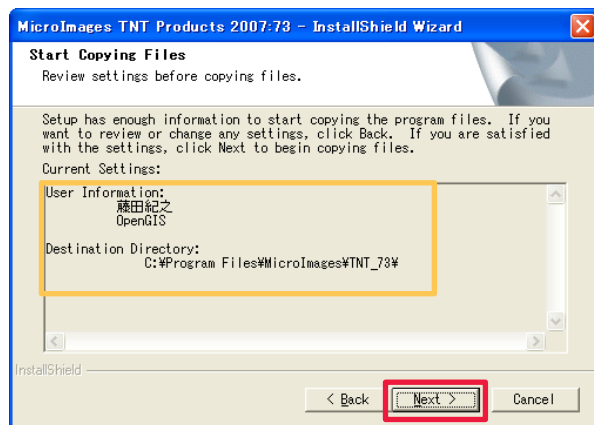 MicroImages TNT Products 2007:73 - InstallShield Wizard
Start Copying Files
Review settings before copying files.
Setup has enough information to start copying the program files. If you
want to review or change any settings, click Back. If you are satisfied
with the settings, click Next to begin copying files.
Current Settings:
User Information:
藤田紀之
OpenGIS
Destination Directory:
C:¥Program Files¥MicroImages¥TNT_73¥
InstallShield
< Back
Next >
Cancel